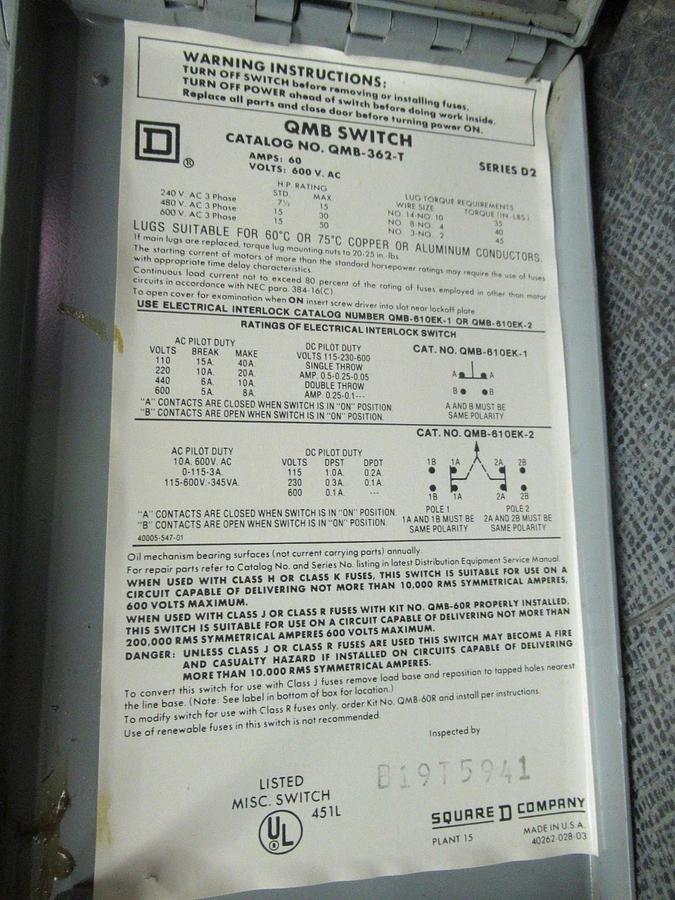 WARNING INSTRUCTIONS:
TURN OFF SWITCH before removing or installing fuses.
TURN OFF POWER ahead of switch before doing work inside.
Replace all parts and close door before turning power ON.
D
®
QMB SWITCH
CATALOG NO. QMB-362-T
SERIES D2
AMPS: 60
VOLTS: 600 V. AC
H.P. RATING
STD. MAX.
240 V. AC 3 Phase 7½ 15
480 V. AC 3 Phase 15 30
600 V. AC 3 Phase 15 50
LUG TORQUE REQUIREMENTS
WIRE SIZE TORQUE (IN-LBS)
NO. 14-NO. 10 35
NO. 8-NO. 4 40
NO. 3-NO. 2 45
LUGS SUITABLE FOR 60°C OR 75°C COPPER OR ALUMINUM CONDUCTORS.
If main lugs are replaced, torque lug mounting nuts to 20-25 in.-lbs.
The starting current of motors of more than the standard horsepower ratings may require the use of fuses
with appropriate time delay characteristics.
Continuous load current not to exceed 80 percent of the rating of fuses employed in other than motor
circuits in accordance with NEC para. 384-16(C).
To open cover for examination when ON insert screw driver into slot near lockoff plate.
USE ELECTRICAL INTERLOCK CATALOG NUMBER QMB-610EK-1 OR QMB-610EK-2
RATINGS OF ELECTRICAL INTERLOCK SWITCH
AC PILOT DUTY
VOLTS BREAK MAKE
110 15A. 40A.
220 10A. 20A.
440 6A. 10A.
600 5A. 8A.
DC PILOT DUTY
VOLTS 115-230-600
SINGLE THROW
AMP. 0.5-0.25-0.05
DOUBLE THROW
AMP. 0.25-0.1---
CAT. NO. QMB-610EK-1
A A
B B
A AND B MUST BE
SAME POLARITY
"A" CONTACTS ARE CLOSED WHEN SWITCH IS IN "ON" POSITION.
"B" CONTACTS ARE OPEN WHEN SWITCH IS IN "ON" POSITION.
CAT. NO. QMB-610EK-2
AC PILOT DUTY
10A. 600V. AC
0-115-3A.
115-600V.-345VA.
DC PILOT DUTY
VOLTS DPST DPDT
115 1.0A. 0.2A.
230 0.3A. 0.1A.
600 0.1A. ---
1B 1A 2A 2B
1B 1A 2A 2B
POLE 1 POLE 2
1A AND 1B MUST BE 2A AND 2B MUST BE
SAME POLARITY SAME POLARITY
"A" CONTACTS ARE CLOSED WHEN SWITCH IS IN "ON" POSITION.
"B" CONTACTS ARE OPEN WHEN SWITCH IS IN "ON" POSITION.
40005-547-01
Oil mechanism bearing surfaces (not current carrying parts) annually.
For repair parts refer to Catalog No. and Series No. listing in latest Distribution Equipment Service Manual.
WHEN USED WITH CLASS H OR CLASS K FUSES, THIS SWITCH IS SUITABLE FOR USE ON A
CIRCUIT CAPABLE OF DELIVERING NOT MORE THAN 10,000 RMS SYMMETRICAL AMPERES,
600 VOLTS MAXIMUM.
WHEN USED WITH CLASS J OR CLASS R FUSES WITH KIT NO. QMB-60R PROPERLY INSTALLED,
THIS SWITCH IS SUITABLE FOR USE ON A CIRCUIT CAPABLE OF DELIVERING NOT MORE THAN
200,000 RMS SYMMETRICAL AMPERES 600 VOLTS MAXIMUM.
DANGER: UNLESS CLASS J OR CLASS R FUSES ARE USED THIS SWITCH MAY BECOME A FIRE
AND CASUALTY HAZARD IF INSTALLED ON CIRCUITS CAPABLE OF DELIVERING
MORE THAN 10,000 RMS SYMMETRICAL AMPERES.
To convert this switch for use with Class J fuses remove load base and reposition to tapped holes nearest
the line base. (Note: See label in bottom of box for location.)
To modify switch for use with Class R fuses only, order Kit No. QMB-60R and install per instructions.
Use of renewable fuses in this switch is not recommended.
Inspected by
B19T5941
LISTED
MISC. SWITCH
UL 451L
SQUARE D COMPANY
PLANT 15 MADE IN U.S.A.
40262-028-03